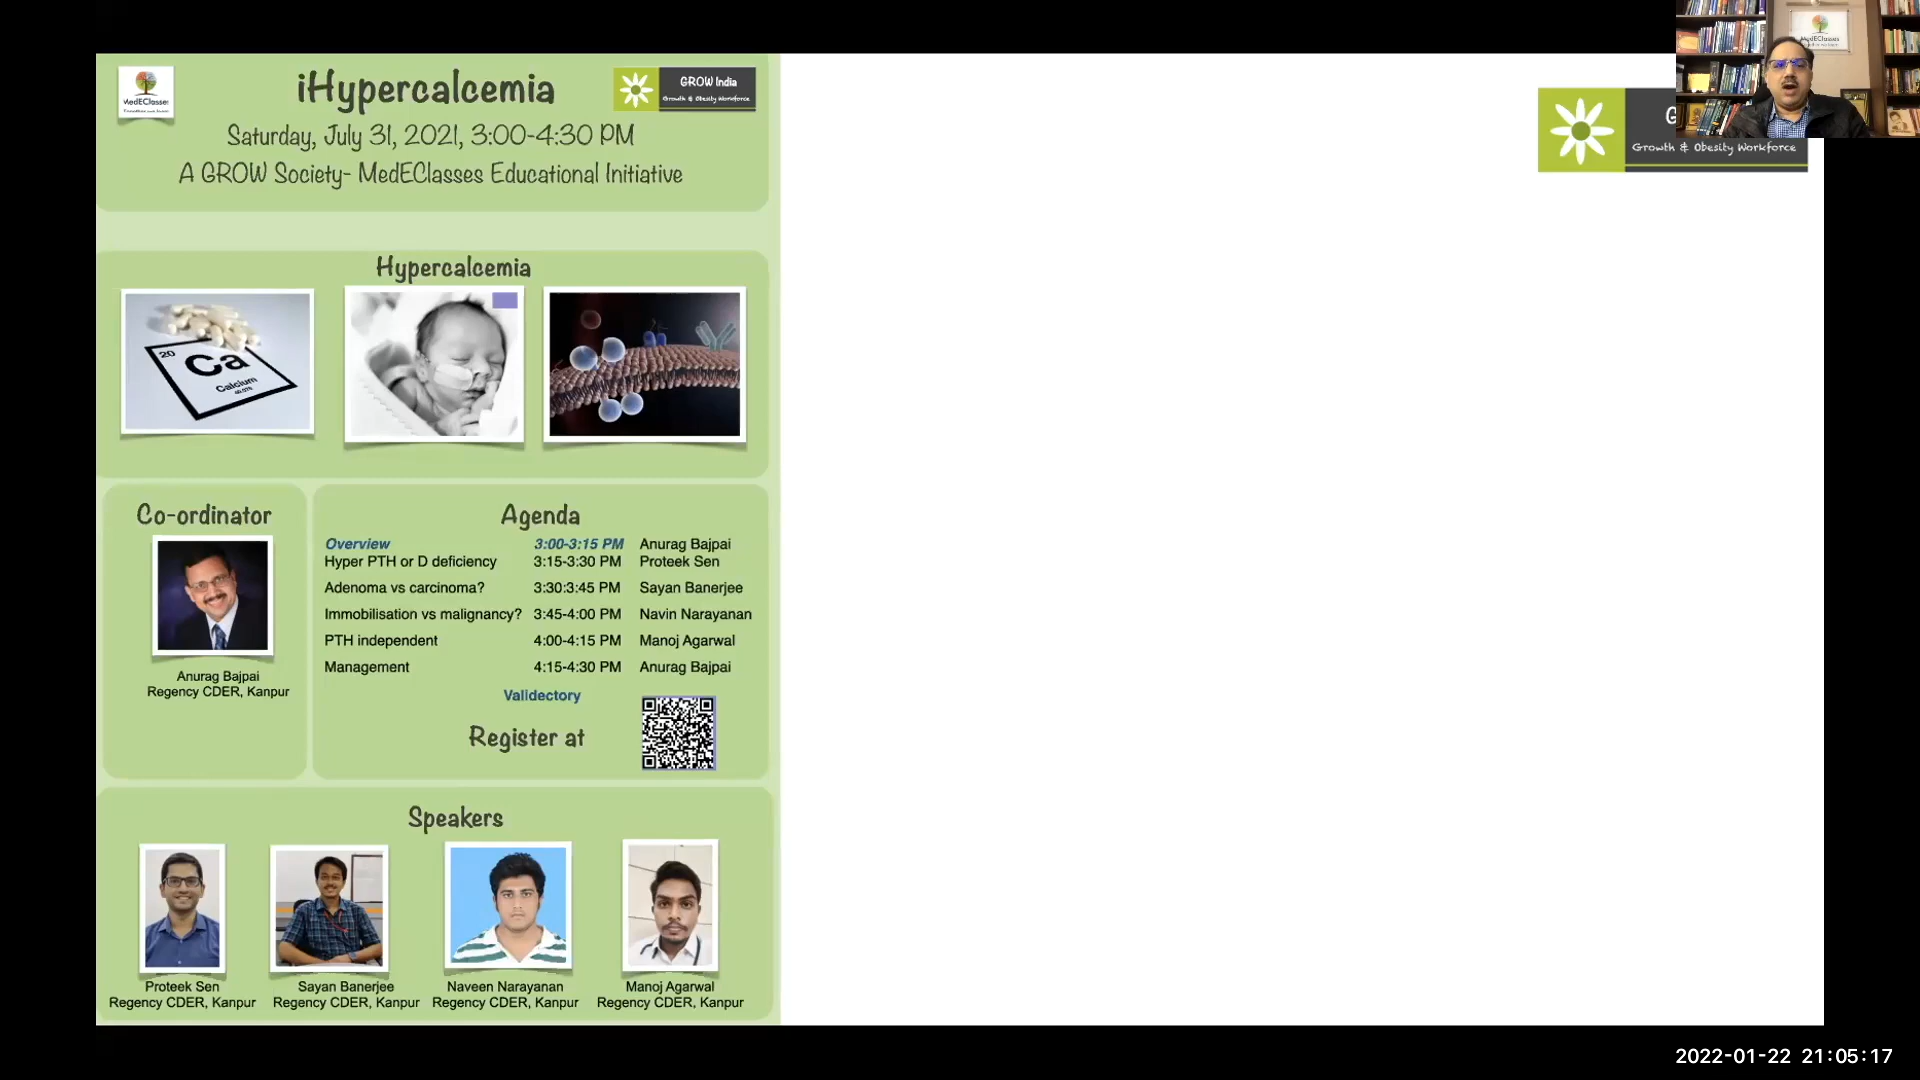 MedEClasses
iHypercalcemia
GROW India
Growth & Obesity Workforce
Saturday, July 31, 2021, 3:00-4:30 PM
A GROW Society- MedEClasses Educational Initiative
Hypercalcemia
20
Ca
Calcium
Co-ordinator
Anurag Bajpai
Regency CDER, Kanpur
Agenda
Overview 3:00-3:15 PM Anurag Bajpai
Hyper PTH or D deficiency 3:15-3:30 PM Proteek Sen
Adenoma vs carcinoma? 3:30:3:45 PM Sayan Banerjee
Immobilisation vs malignancy? 3:45-4:00 PM Navin Narayanan
PTH independent 4:00-4:15 PM Manoj Agarwal
Management 4:15-4:30 PM Anurag Bajpai
Validectory
Register at
Speakers
Proteek Sen
Regency CDER, Kanpur
Sayan Banerjee
Regency CDER, Kanpur
Naveen Narayanan
Regency CDER, Kanpur
Manoj Agarwal
Regency CDER, Kanpur
G
Growth & Obesity Workforce
MedEClasses
2022-01-22 21:05:17